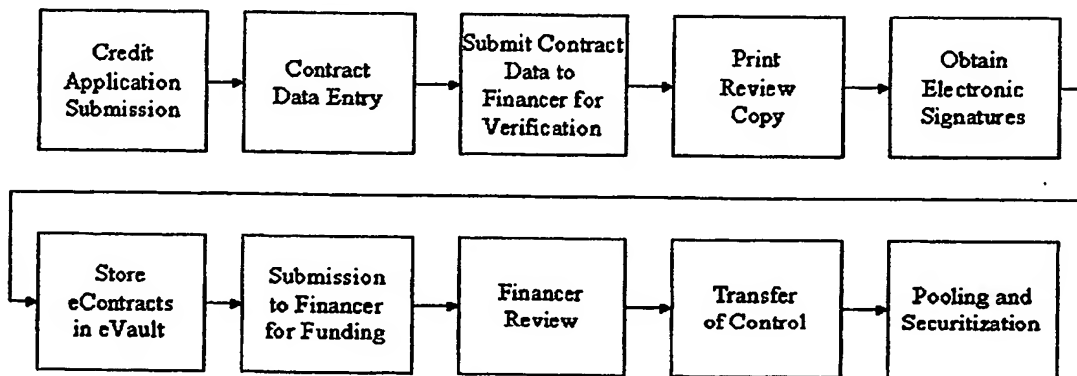 Credit
Application
Submission
Contract
Data Entry
Submit Contract
Data to
Financer for
Verification
Print
Review
Copy
Obtain
Electronic
Signatures
Store
eContracts
in eVault
Submission
to Financer
for Funding
Financer
Review
Transfer
of Control
Pooling and
Securitization